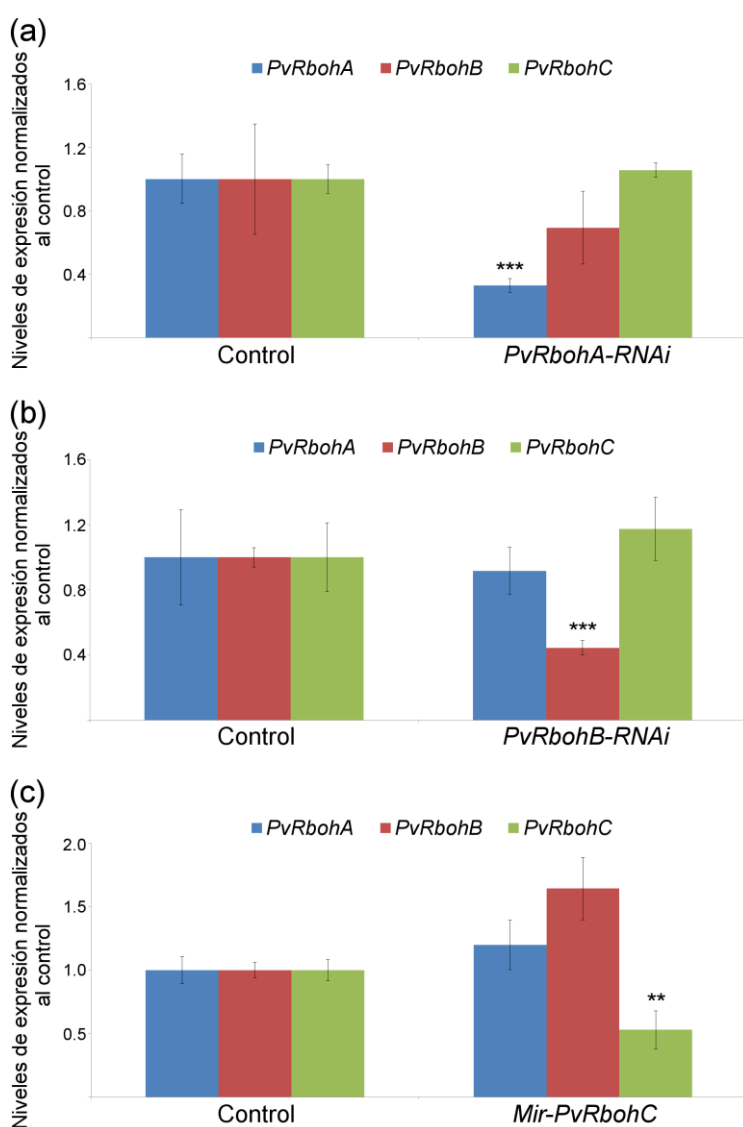 (a)
Niveles de expresión normalizados
al control
PvRbohA PvRbohB PvRbohC
1.6
1.2
0.8
0.4
***
Control PvRbohA-RNAi
(b)
Niveles de expresión normalizados
al control
PvRbohA PvRbohB PvRbohC
1.6
1.2
0.8
0.4
***
Control PvRbohB-RNAi
(c)
Niveles de expresión normalizados
al control
PvRbohA PvRbohB PvRbohC
2.0
1.5
1.0
0.5
**
Control Mir-PvRbohC